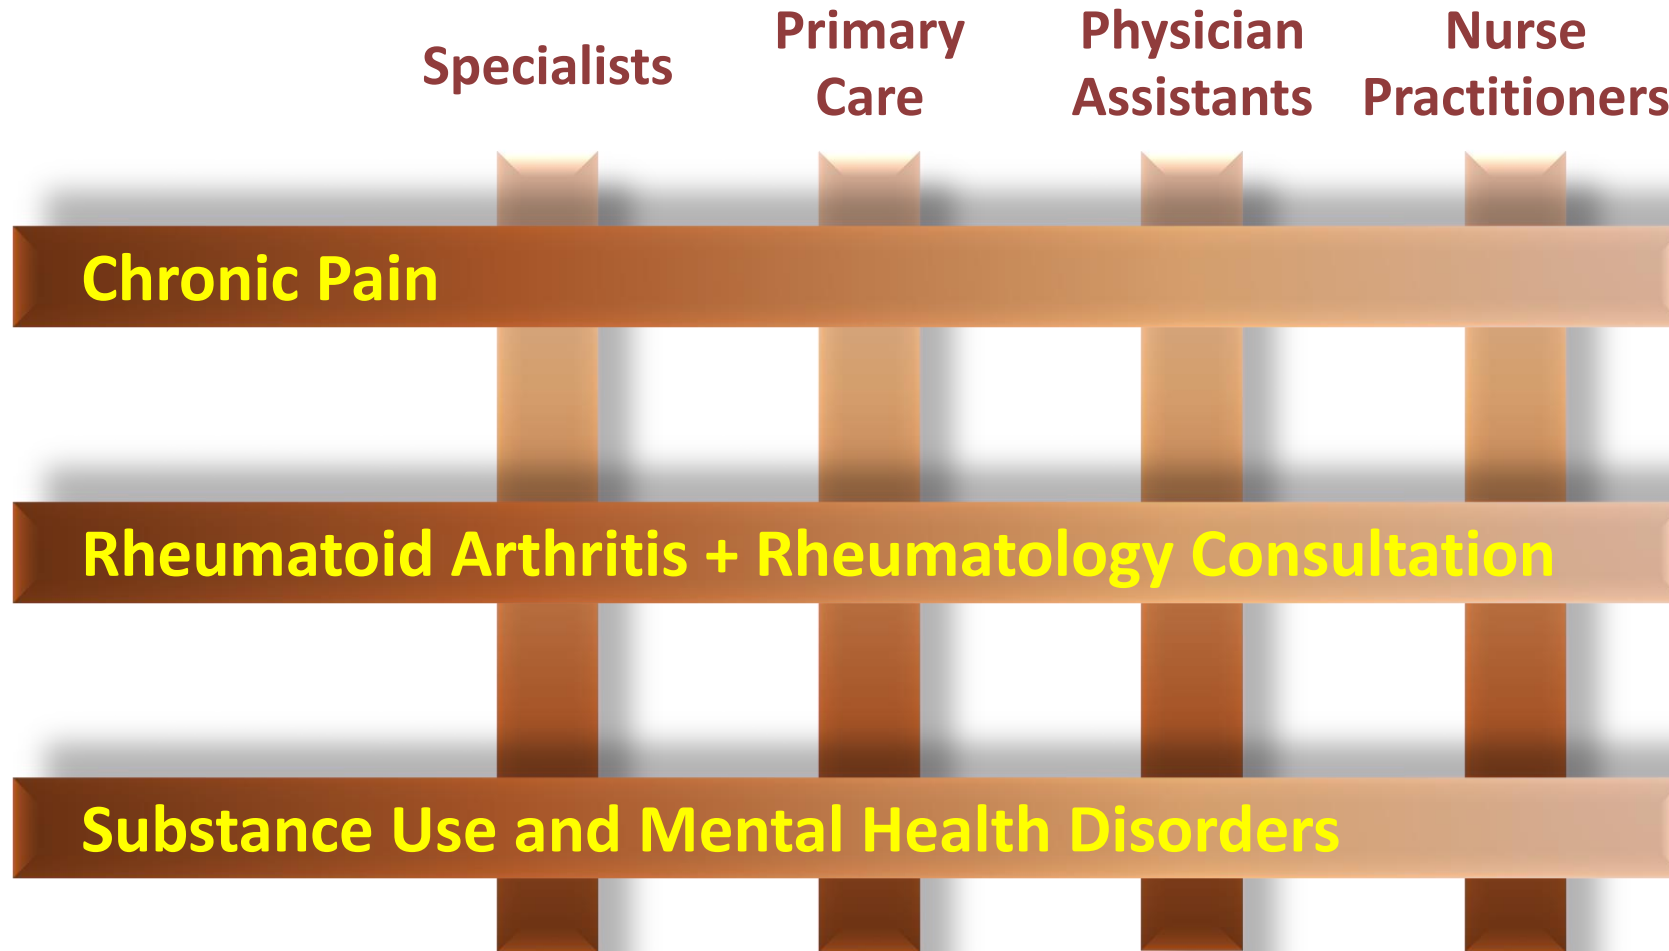 Specialists
Primary
Care
Physician
Assistants
Nurse
Practitioners
Chronic Pain
Rheumatoid Arthritis + Rheumatology Consultation
Substance Use and Mental Health Disorders